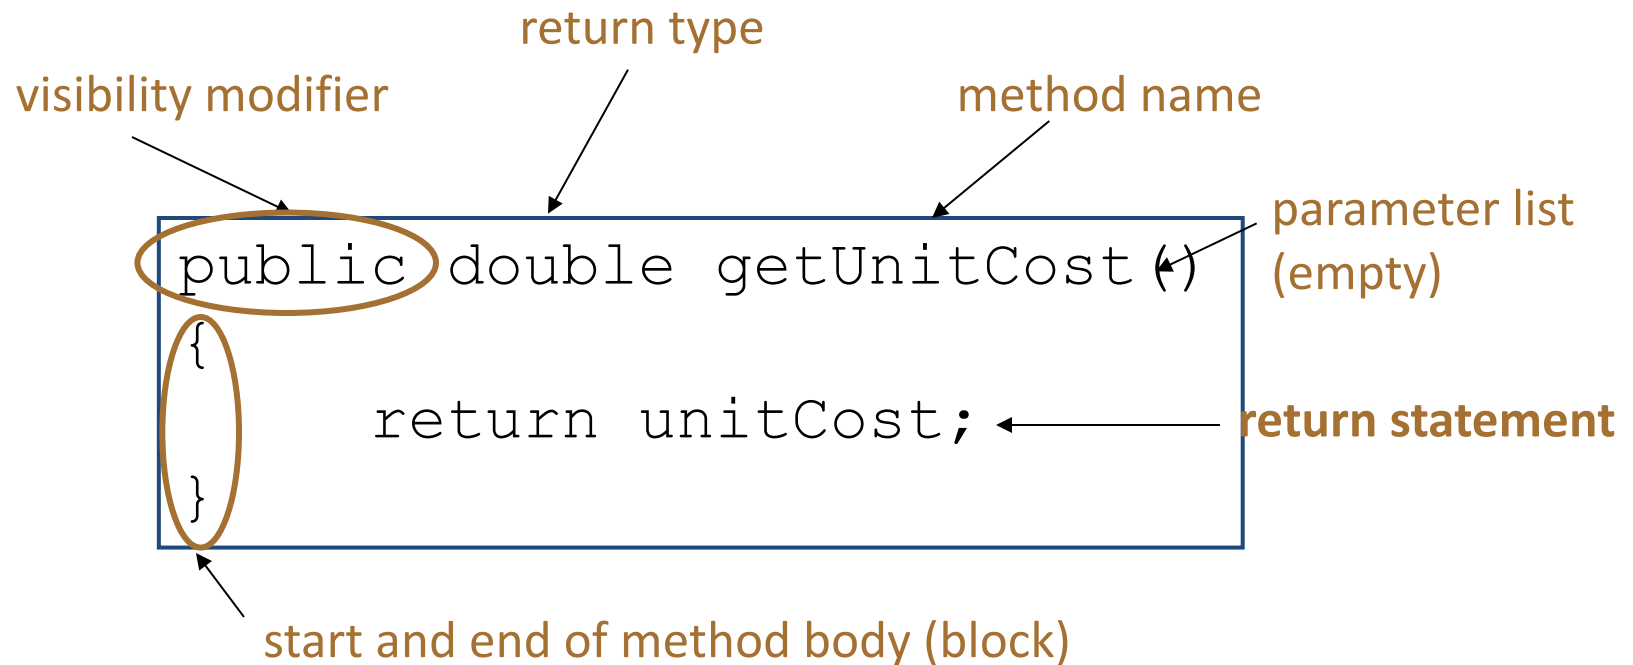 return type
visibility modifier
method name
parameter list
(empty)
public double getUnitCost()
{
return unitCost;
return statement
}
start and end of method body (block)